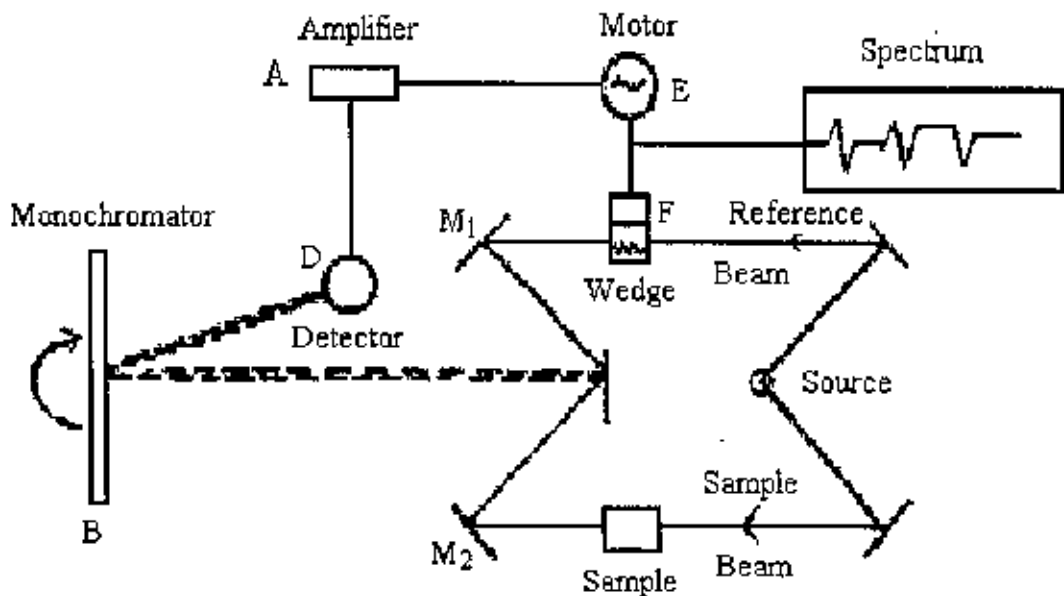 Amplifier
A
Motor
E
Spectrum
Monochromator
D
Detector
M1
F
Reference
Beam
Wedge
Source
B
M2
Sample
Sample
Beam